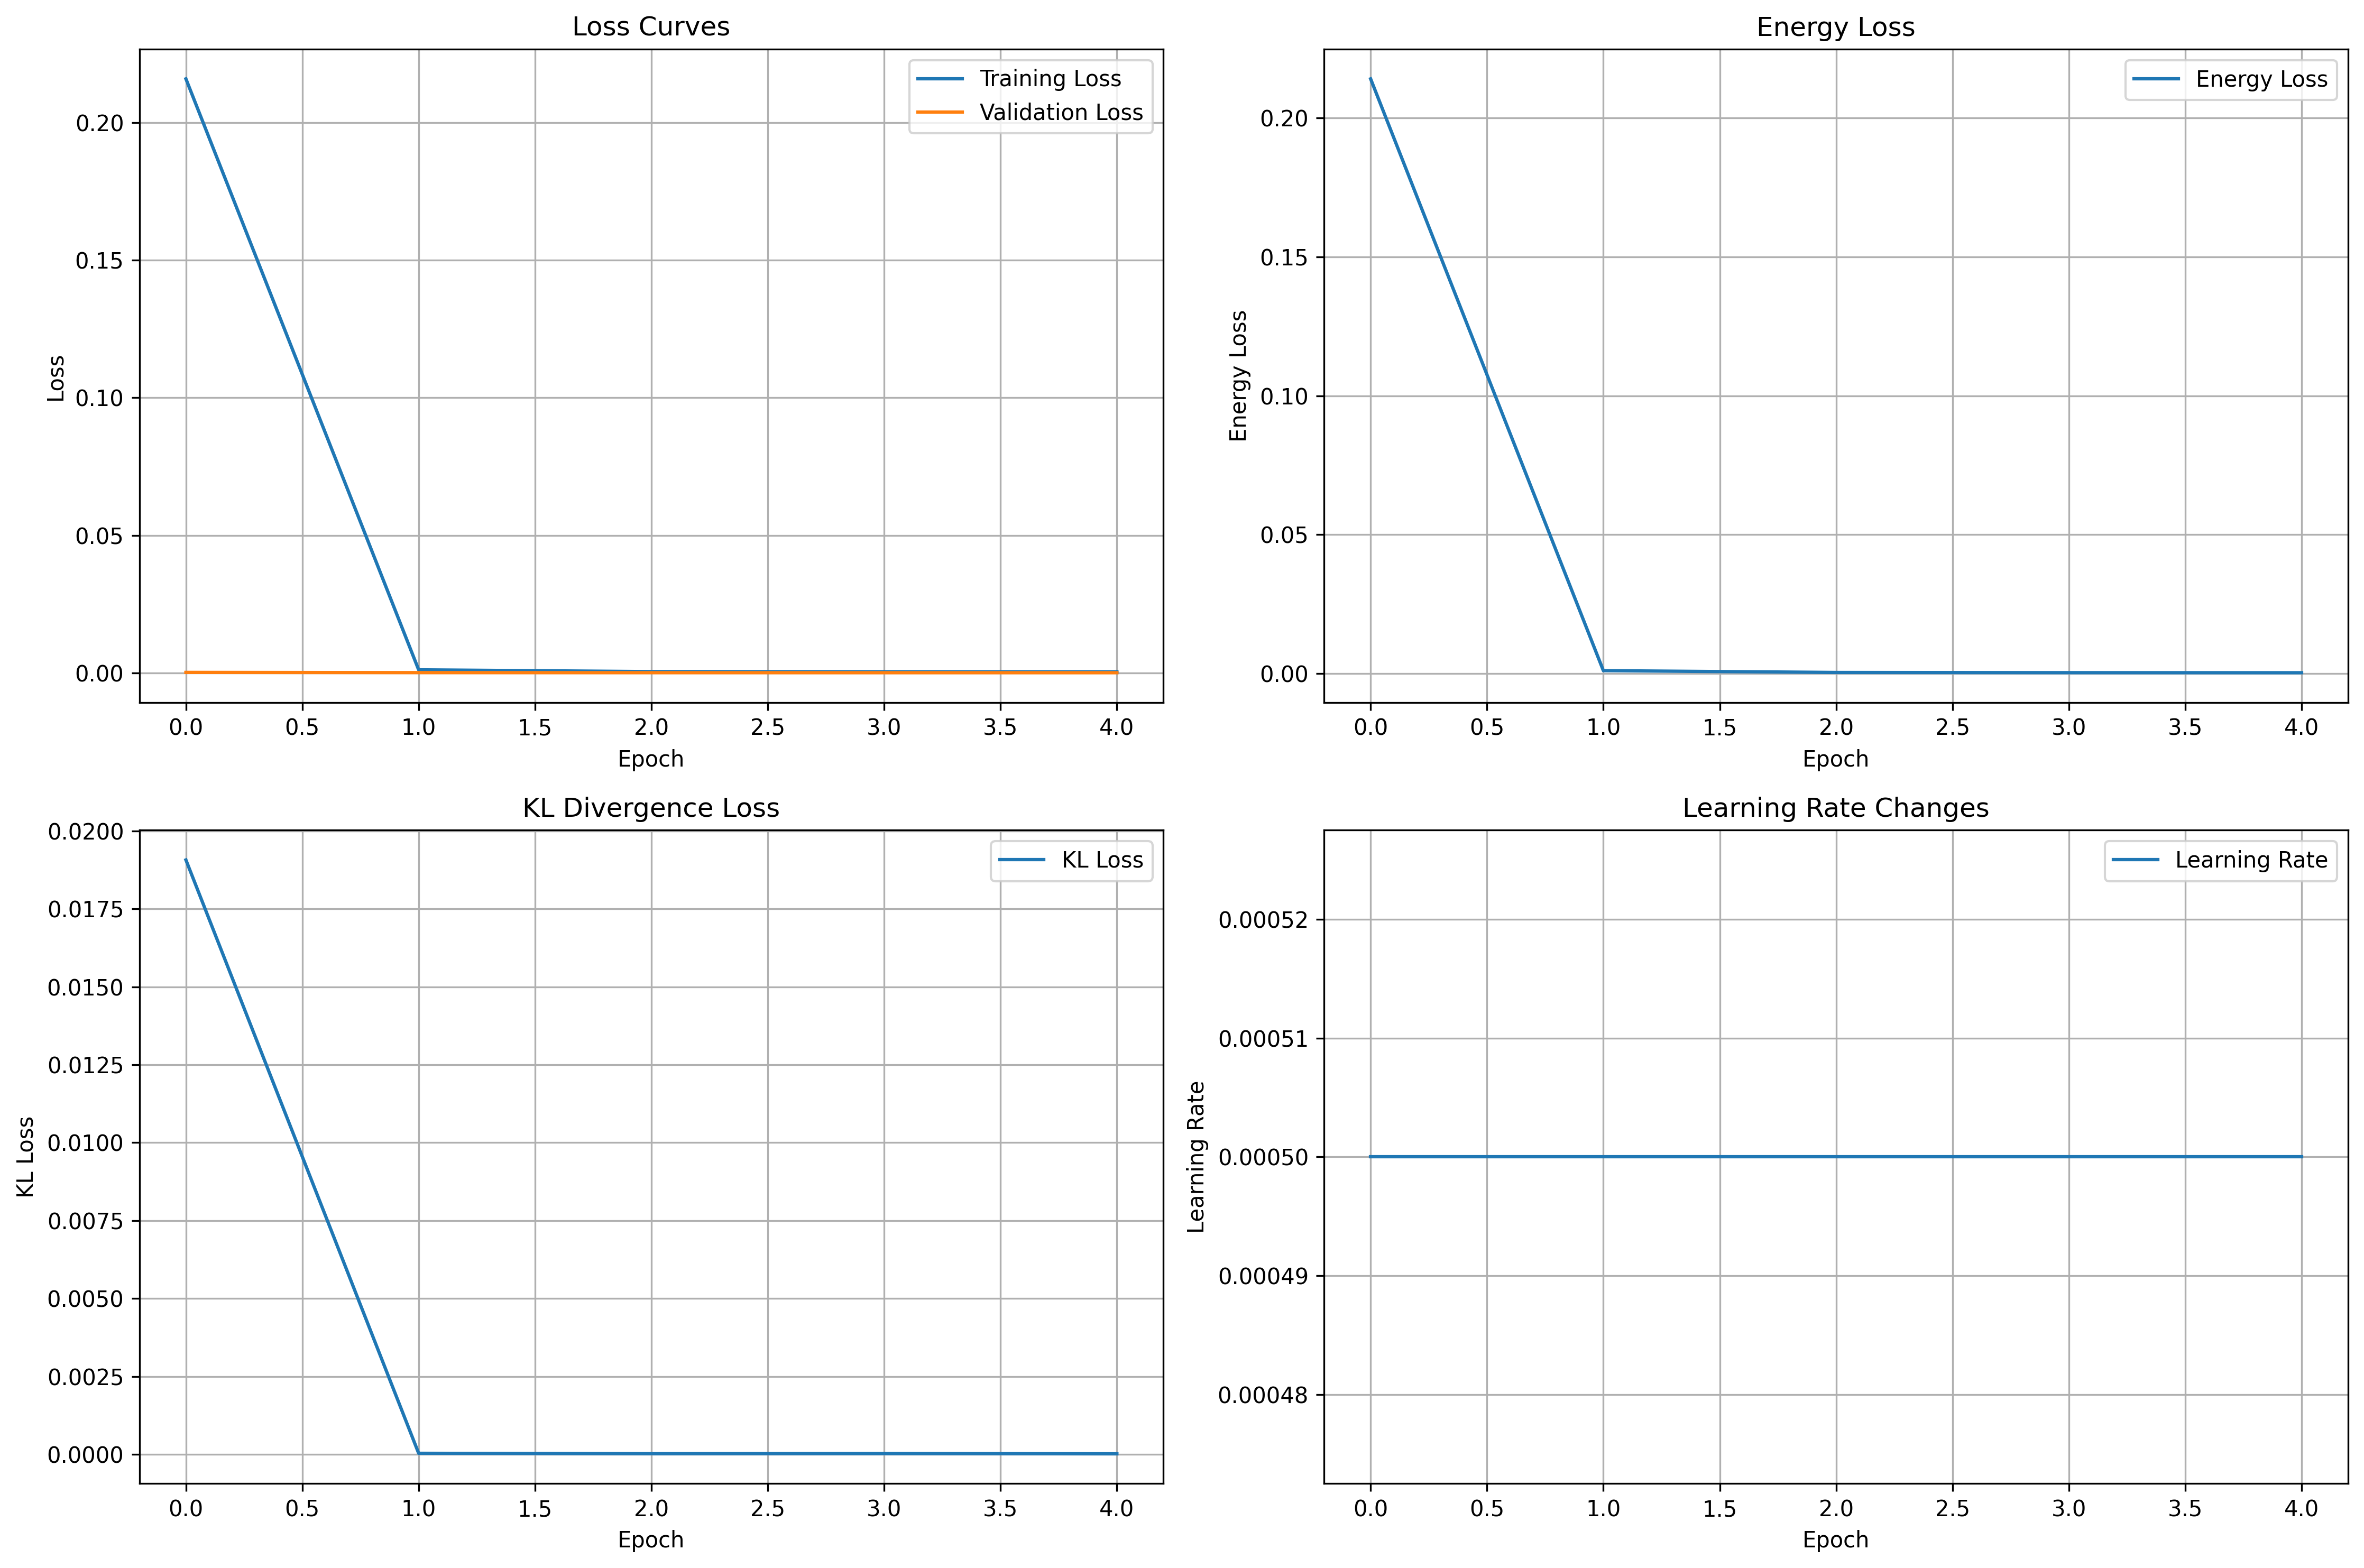 Loss Curves
Training Loss
Validation Loss
0.20
0.15
0.10
0.05
0.00
Loss
0.0 0.5 1.0 1.5 2.0 2.5 3.0 3.5 4.0
Epoch
Energy Loss
Energy Loss
0.20
0.15
0.10
0.05
0.00
Energy Loss
0.0 0.5 1.0 1.5 2.0 2.5 3.0 3.5 4.0
Epoch
KL Divergence Loss
KL Loss
0.0200
0.0175
0.0150
0.0125
0.0100
0.0075
0.0050
0.0025
0.0000
KL Loss
0.0 0.5 1.0 1.5 2.0 2.5 3.0 3.5 4.0
Epoch
Learning Rate Changes
Learning Rate
0.00052
0.00051
0.00050
0.00049
0.00048
Learning Rate
0.0 0.5 1.0 1.5 2.0 2.5 3.0 3.5 4.0
Epoch